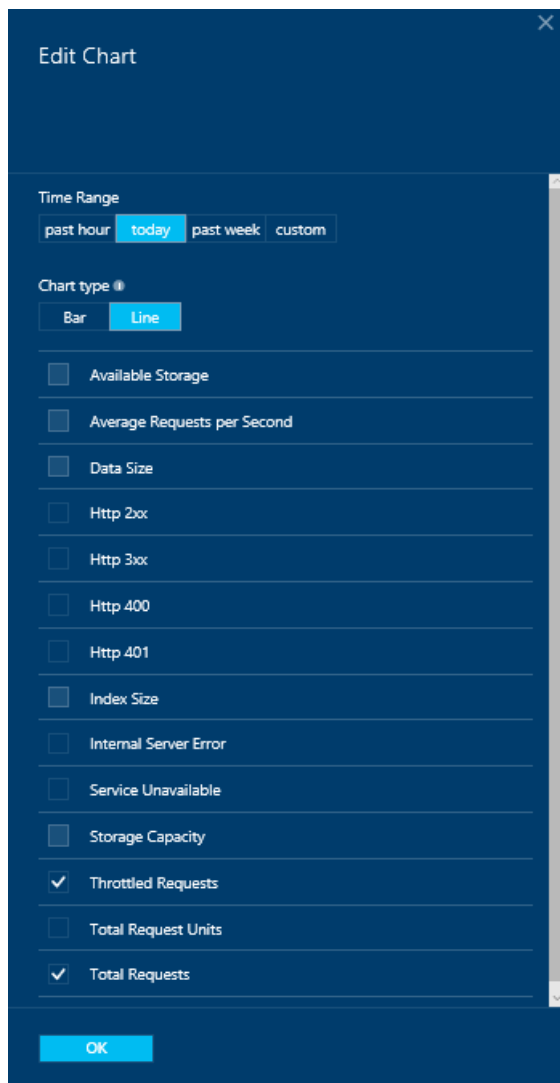 Edit Chart
Time Range
past hour today past week custom
Chart type
Bar Line
Available Storage
Average Requests per Second
Data Size
Http 2xx
Http 3xx
Http 400
Http 401
Index Size
Internal Server Error
Service Unavailable
Storage Capacity
Throttled Requests
Total Request Units
Total Requests
OK